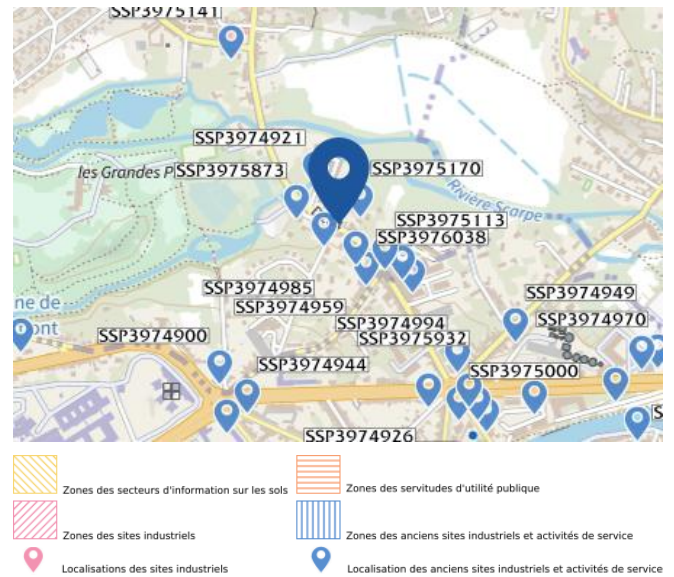 SSP3975141
SSP3974921
les Grandes P
SSP3975873
SSP3975170
Rivière Scarpe
SSP3975113
SSP3976038
SSP3974985
SSP3974949
ne de
SSP3974959
ont
SSP3974900
SSP3974994
SSP3974970
SSP3975932
SSP3974944
SSP3975000
S
SSP3974926
Zones des secteurs d'information sur les sols
Zones des servitudes d'utilité publique
Zones des sites industriels
Zones des anciens sites industriels et activités de service
Localisations des sites industriels
Localisation des anciens sites industriels et activités de service